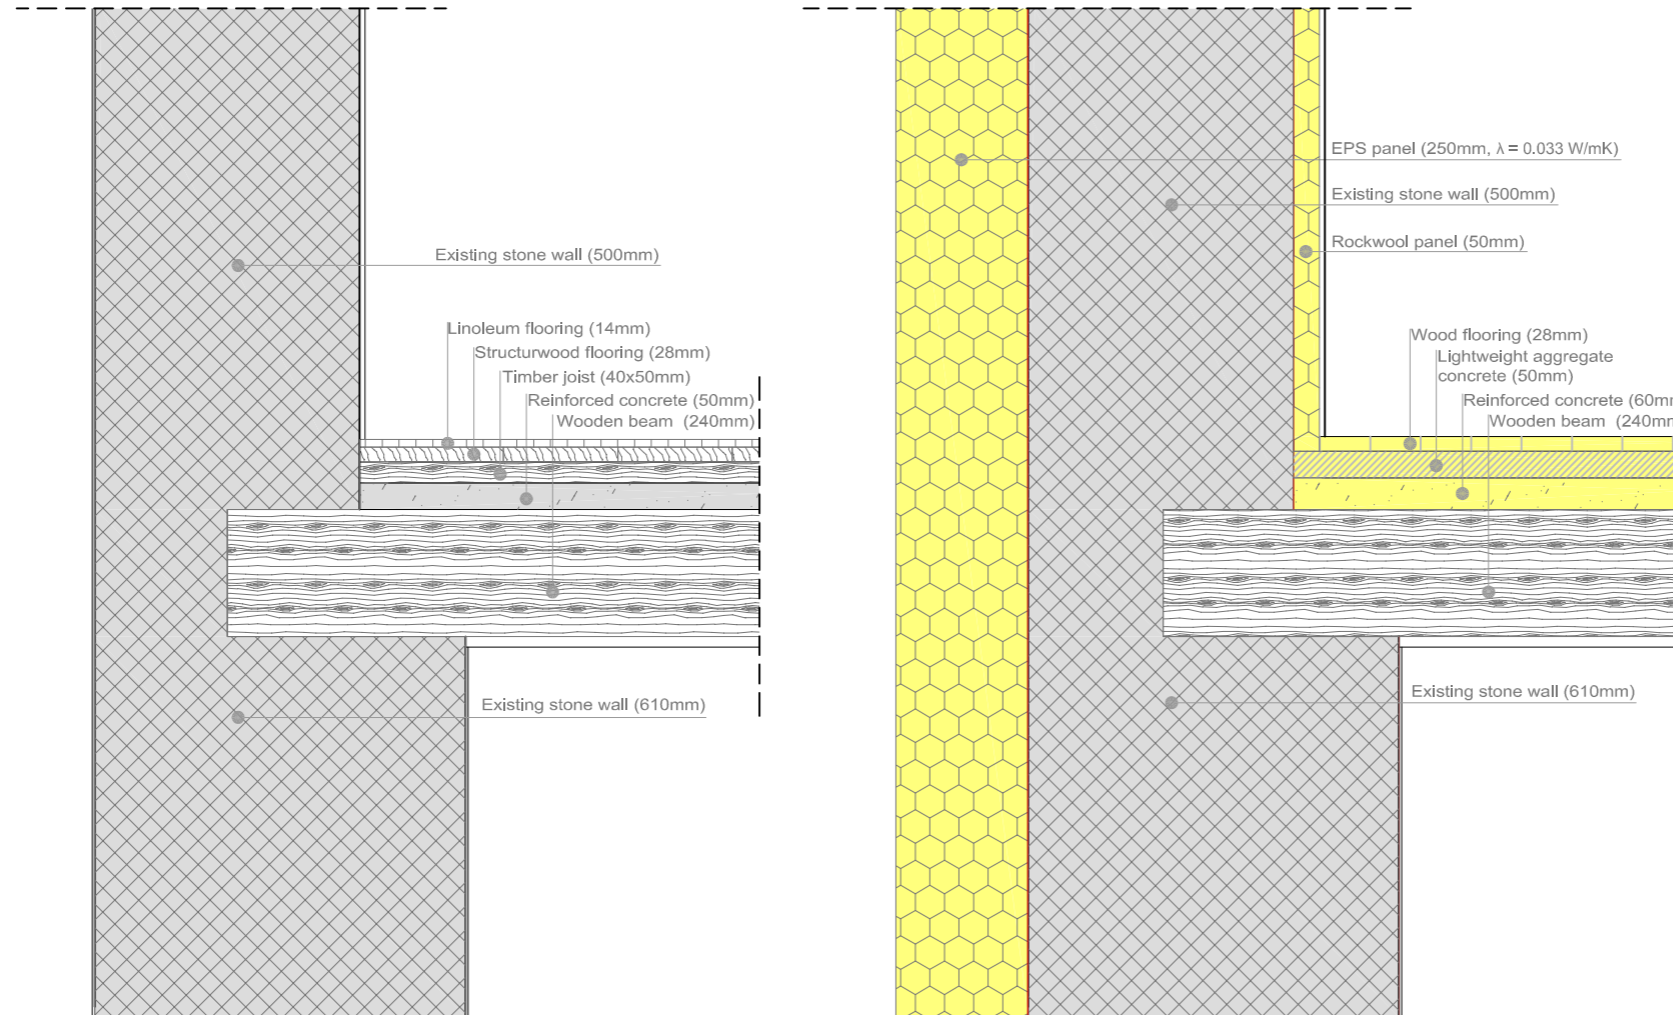 Existing stone wall (500mm)
Linoleum flooring (14mm)
Structurwood flooring (28mm)
Timber joist (40x50mm)
Reinforced concrete (50mm)
Wooden beam (240mm)
Existing stone wall (610mm)
EPS panel (250mm, λ = 0.033 W/mK)
Existing stone wall (500mm)
Rockwool panel (50mm)
Wood flooring (28mm)
Lightweight aggregate
concrete (50mm)
Reinforced concrete (60m
Wooden beam (240m
Existing stone wall (610mm)